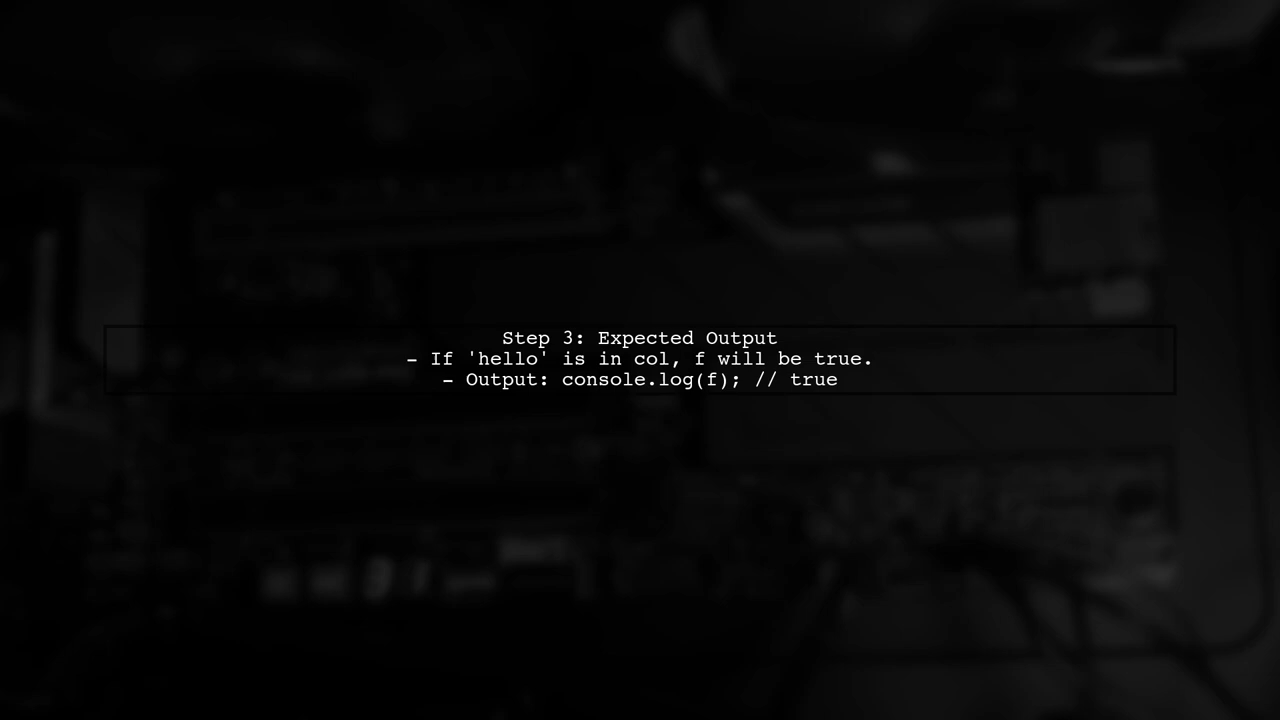 Step 3: Expected Output
- If 'hello' is in col, f will be true.
- Output: console.log(f); // true